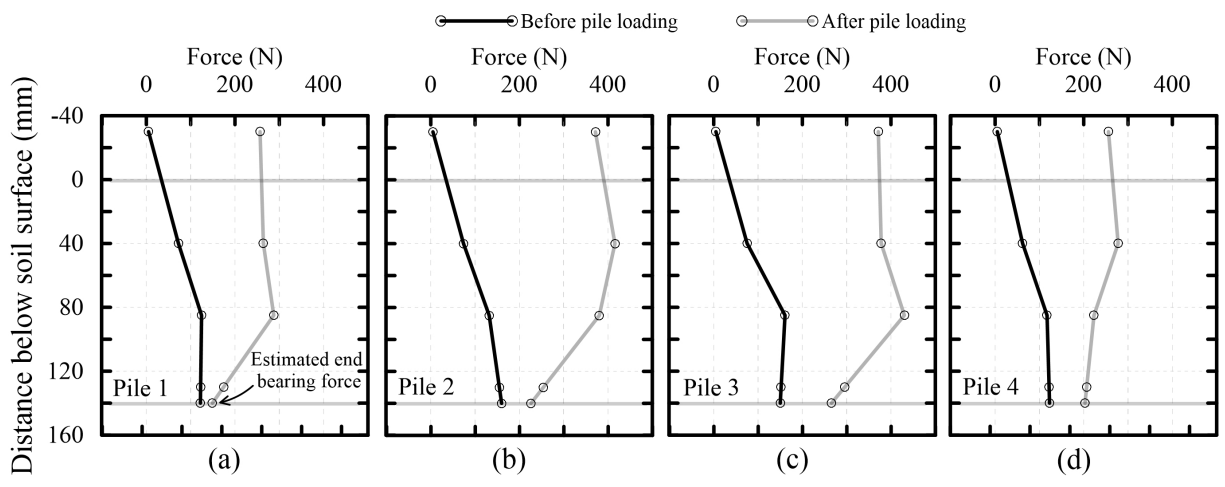 Before pile loading After pile loading
Force (N) Force (N) Force (N) Force (N)
0 200 400 0 200 400 0 200 400 0 200 400
Distance below soil surface (mm)
-40
0
40
80
120
160
Estimated end
bearing force
Pile 1 Pile 2 Pile 3 Pile 4
(a) (b) (c) (d)